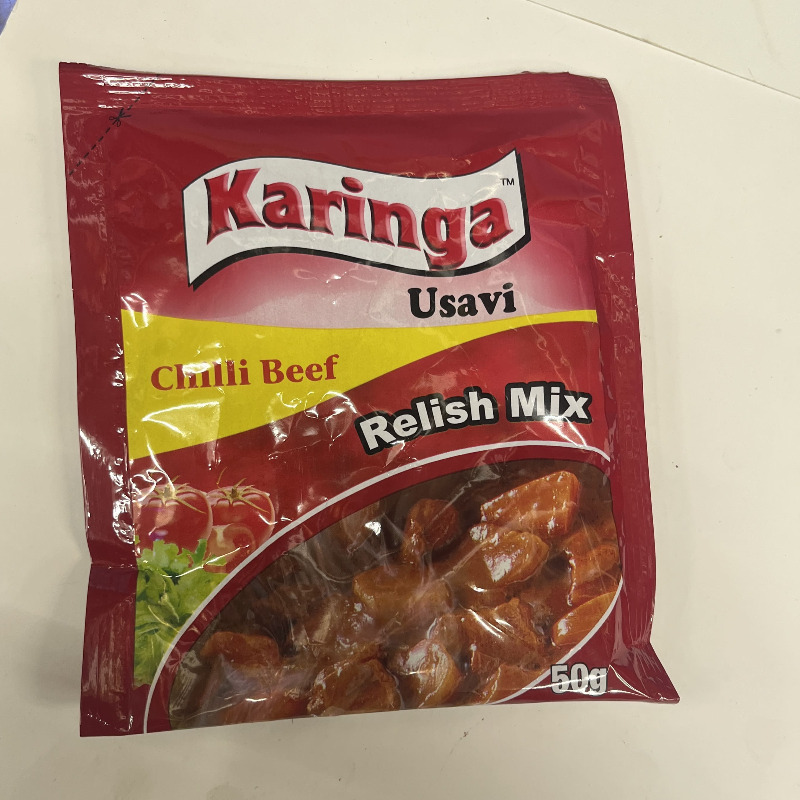 Karinga™
Usavi
Chilli Beef
Relish Mix
50g